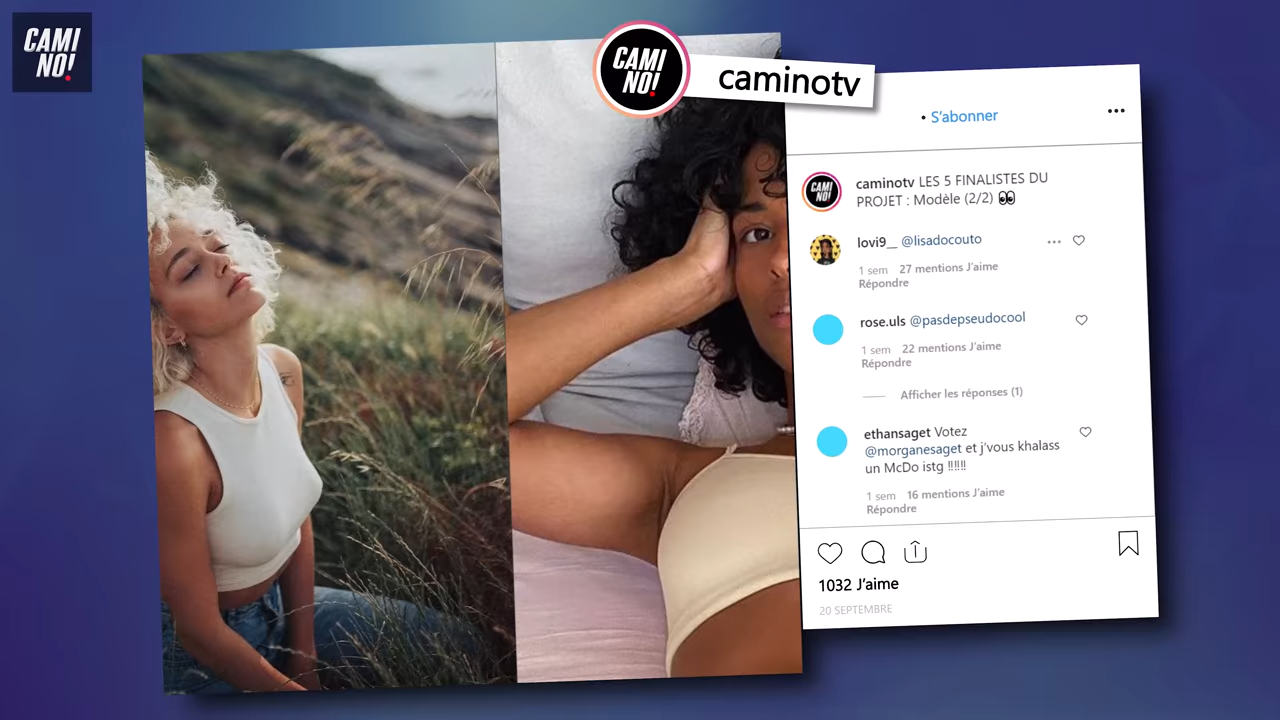 CAMI
NO!
CAMI
NO!
caminotv
• S'abonner
CAMI
NO!
caminotv LES 5 FINALISTES DU
PROJET : Modèle (2/2) 👀
lovi9__ @lisadocouto
1 sem 27 mentions J'aime
Répondre
rose.uls @pasdepseudocool
1 sem 22 mentions J'aime
Répondre
Afficher les réponses (1)
ethansaget Votez
@morganesaget et j'vous khalass
un McDo istg !!!!!!
1 sem 16 mentions J'aime
Répondre
1032 J'aime
20 SEPTEMBRE